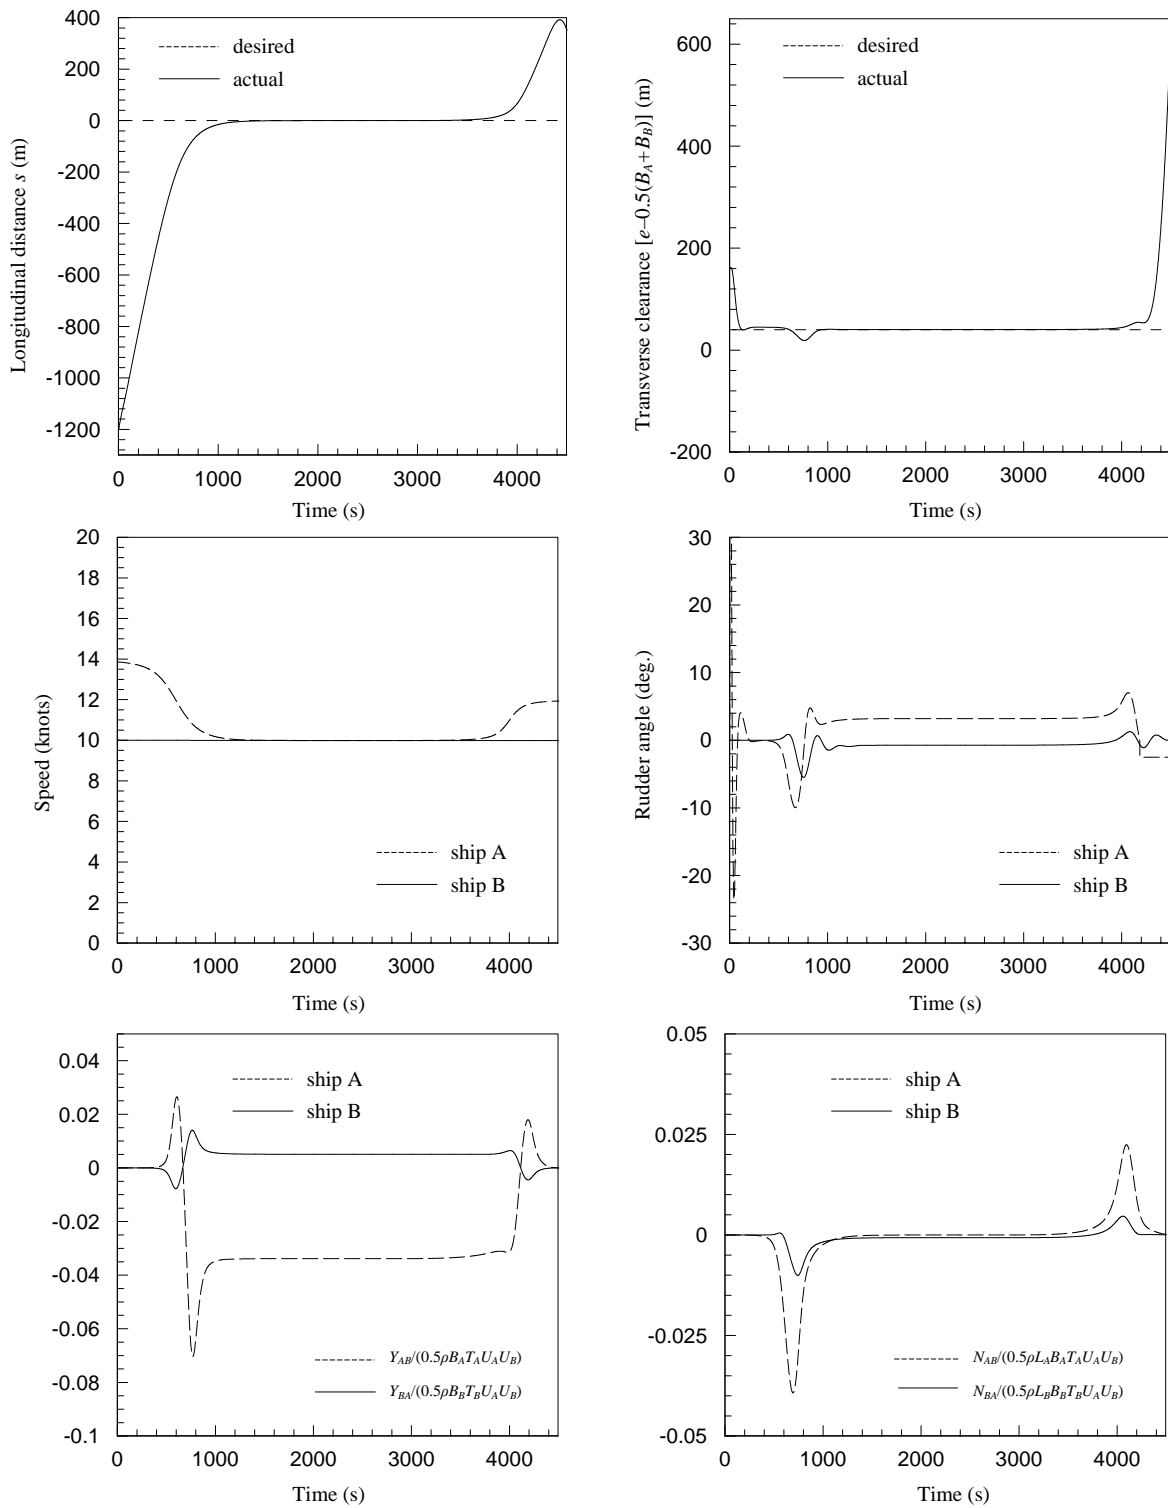 400
200
0
-200
-400
-600
-800
-1000
-1200
Longitudinal distance s (m)
desired
actual
0 1000 2000 3000 4000
Time (s)
600
400
200
0
-200
Transverse clearance [e–0.5(B_A+B_B)] (m)
desired
actual
0 1000 2000 3000 4000
Time (s)
20
18
16
14
12
10
8
6
4
2
0
Speed (knots)
ship A
ship B
0 1000 2000 3000 4000
Time (s)
30
20
10
0
-10
-20
-30
Rudder angle (deg.)
ship A
ship B
0 1000 2000 3000 4000
Time (s)
0.04
0.02
0
-0.02
-0.04
-0.06
-0.08
-0.1
ship A
ship B
Y_AB/(0.5ρB_AT_AU_AU_B)
Y_BA/(0.5ρB_BT_BU_AU_B)
0 1000 2000 3000 4000
Time (s)
0.05
0.025
0
-0.025
-0.05
ship A
ship B
N_AB/(0.5ρL_AB_AT_AU_AU_B)
N_BA/(0.5ρL_BB_BT_BU_AU_B)
0 1000 2000 3000 4000
Time (s)